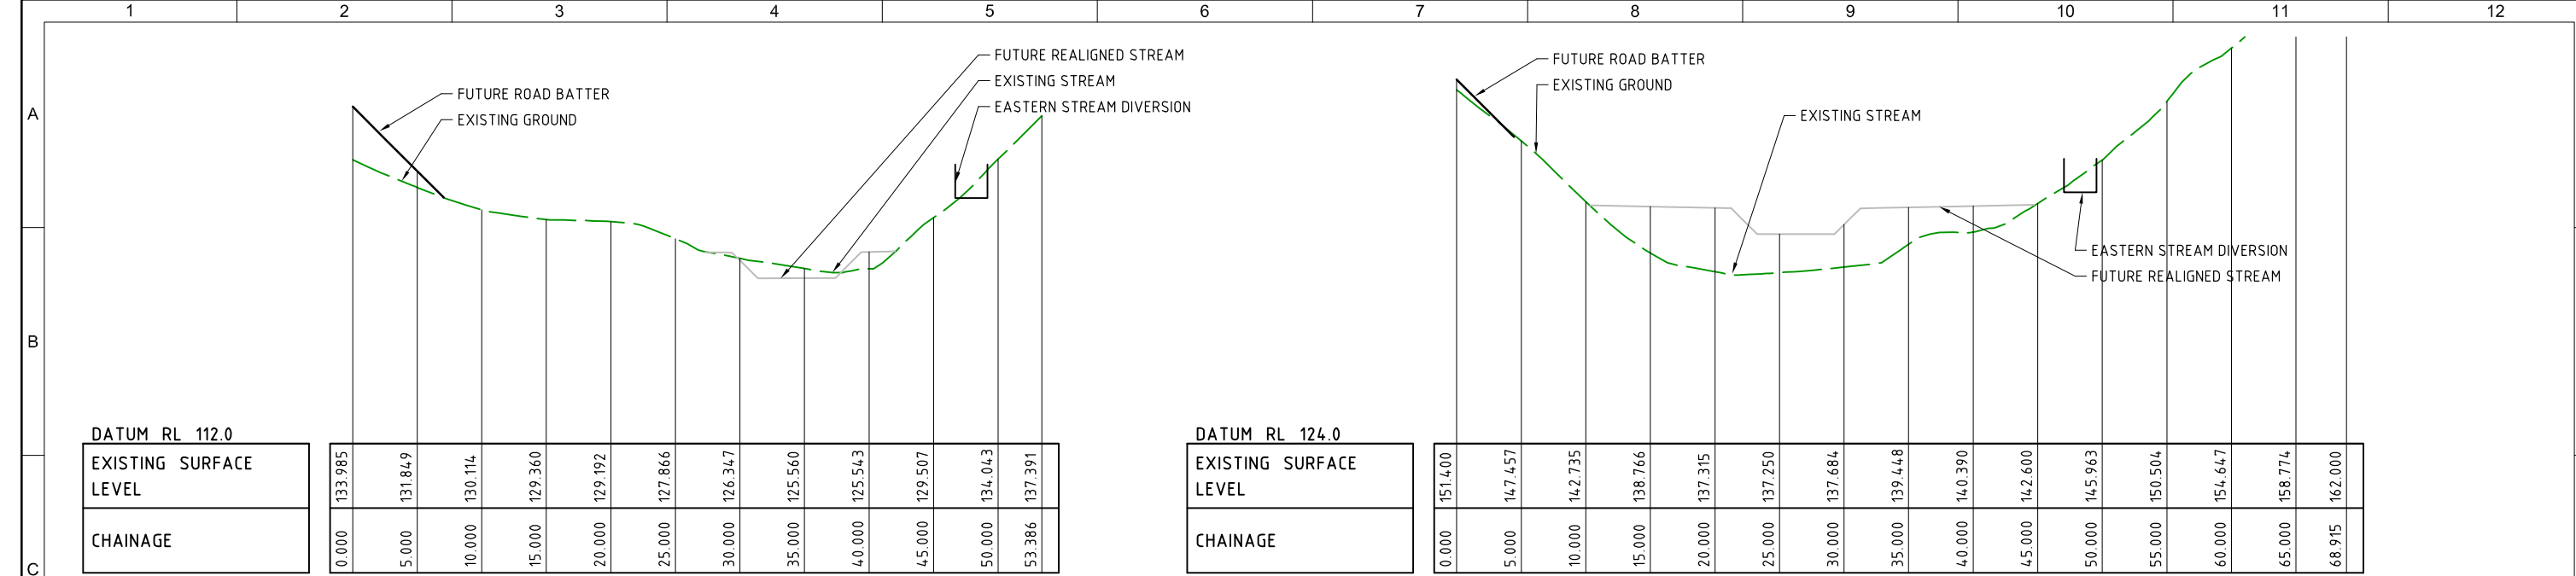 1 2 3 4 5 6 7 8 9 10 11 12
A
B
C
FUTURE REALIGNED STREAM
EXISTING STREAM
EASTERN STREAM DIVERSION
FUTURE ROAD BATTER
EXISTING GROUND
DATUM RL 112.0
EXISTING SURFACE
LEVEL
133.985 131.849 130.114 129.360 129.192 127.866 126.347 125.560 125.543 129.507 134.043 137.391
CHAINAGE
0.000 5.000 10.000 15.000 20.000 25.000 30.000 35.000 40.000 45.000 50.000 53.386
FUTURE ROAD BATTER
EXISTING GROUND
EXISTING STREAM
EASTERN STREAM DIVERSION
FUTURE REALIGNED STREAM
DATUM RL 124.0
EXISTING SURFACE
LEVEL
151.400 147.457 142.735 138.766 137.315 137.250 137.684 139.448 140.390 142.600 145.963 150.504 154.647 158.774 162.000
CHAINAGE
0.000 5.000 10.000 15.000 20.000 25.000 30.000 35.000 40.000 45.000 50.000 55.000 60.000 65.000 68.915